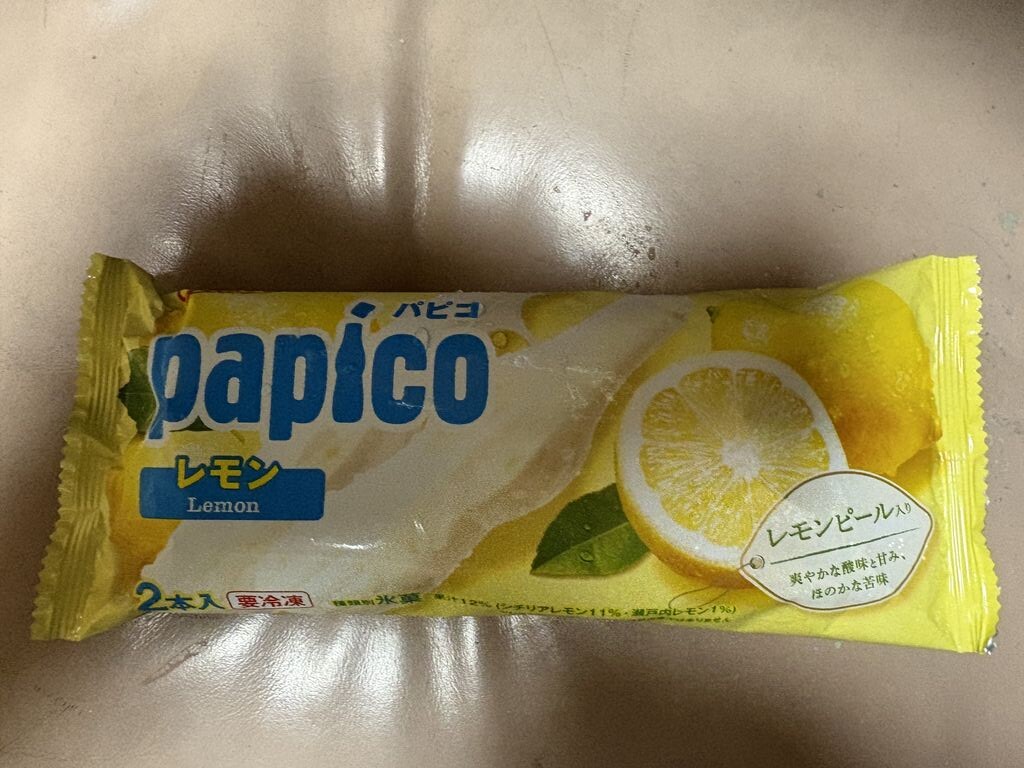 パピコ
papico
レモン
Lemon
レモンピール入り
爽やかな酸味と甘み、
ほのかな苦味
2本入 要冷凍 種類別 氷菓 果汁12% (シチリアレモン11%・瀬戸内レモン1%)